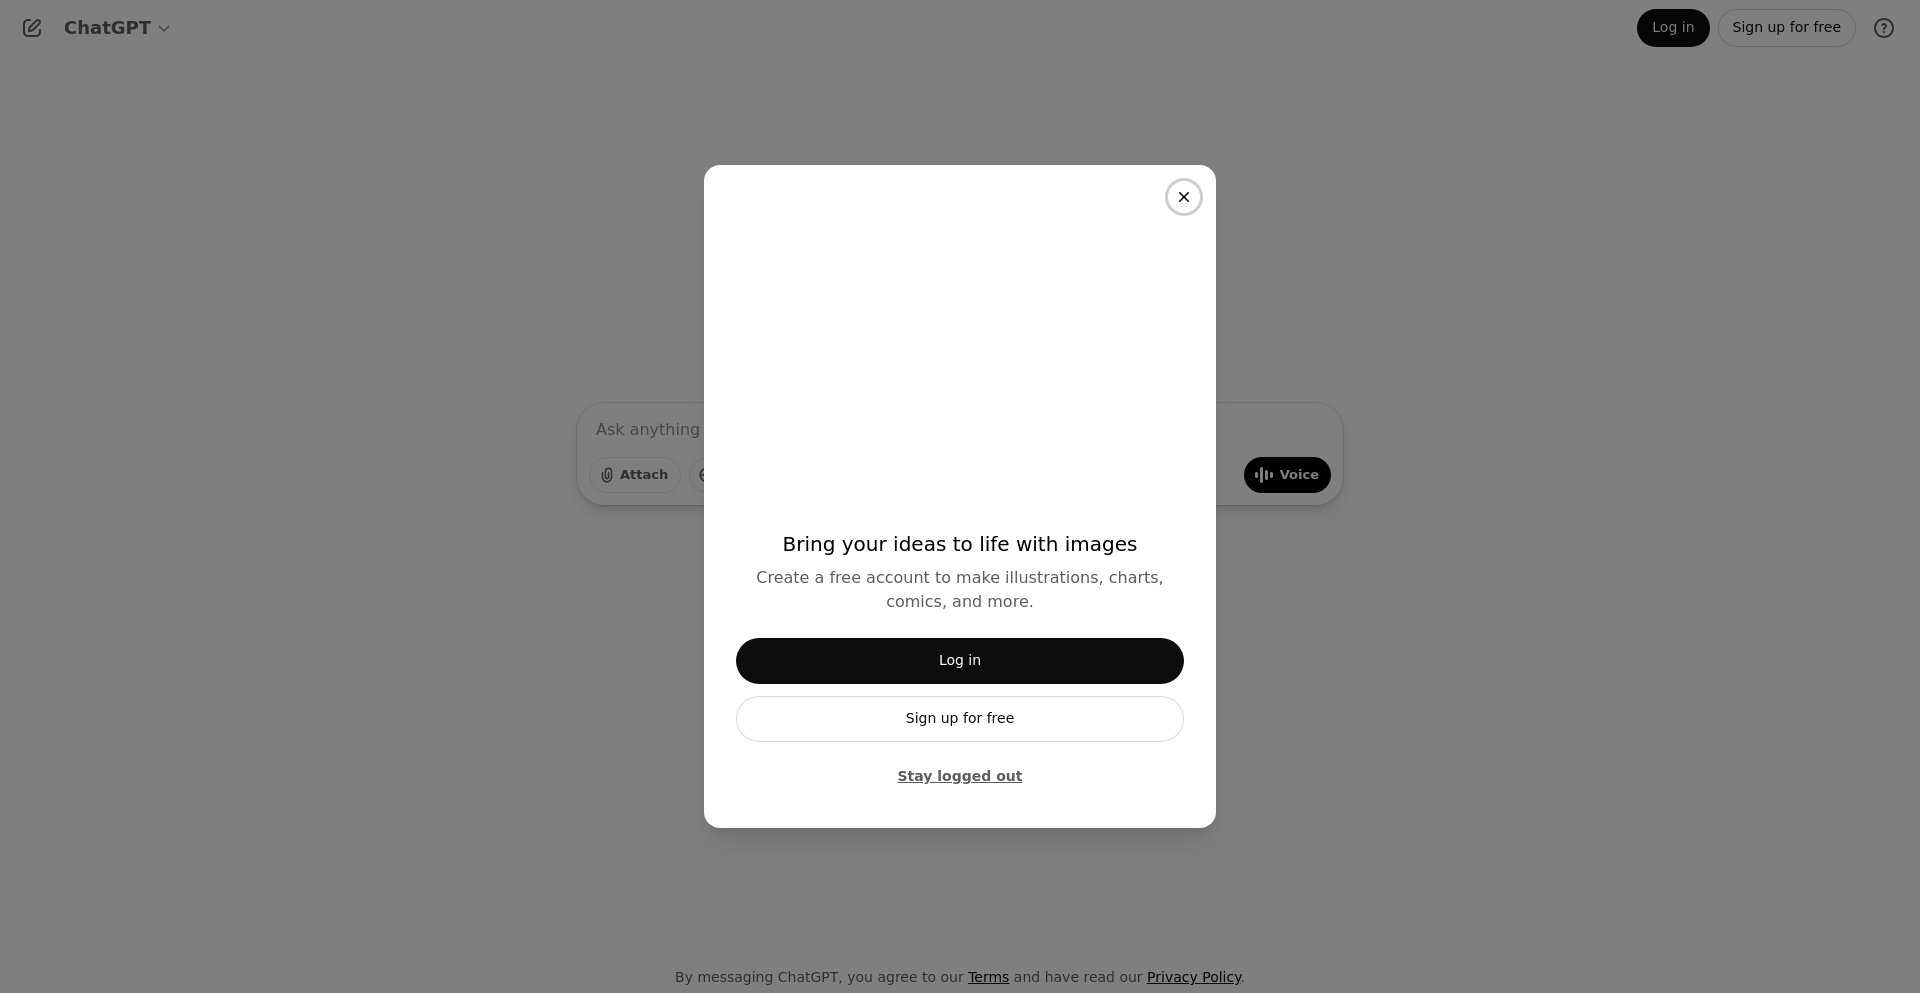 ChatGPT
Log in
Sign up for free
Ask anything
Attach
Voice
Bring your ideas to life with images
Create a free account to make illustrations, charts,
comics, and more.
Log in
Sign up for free
Stay logged out
By messaging ChatGPT, you agree to our Terms and have read our Privacy Policy.